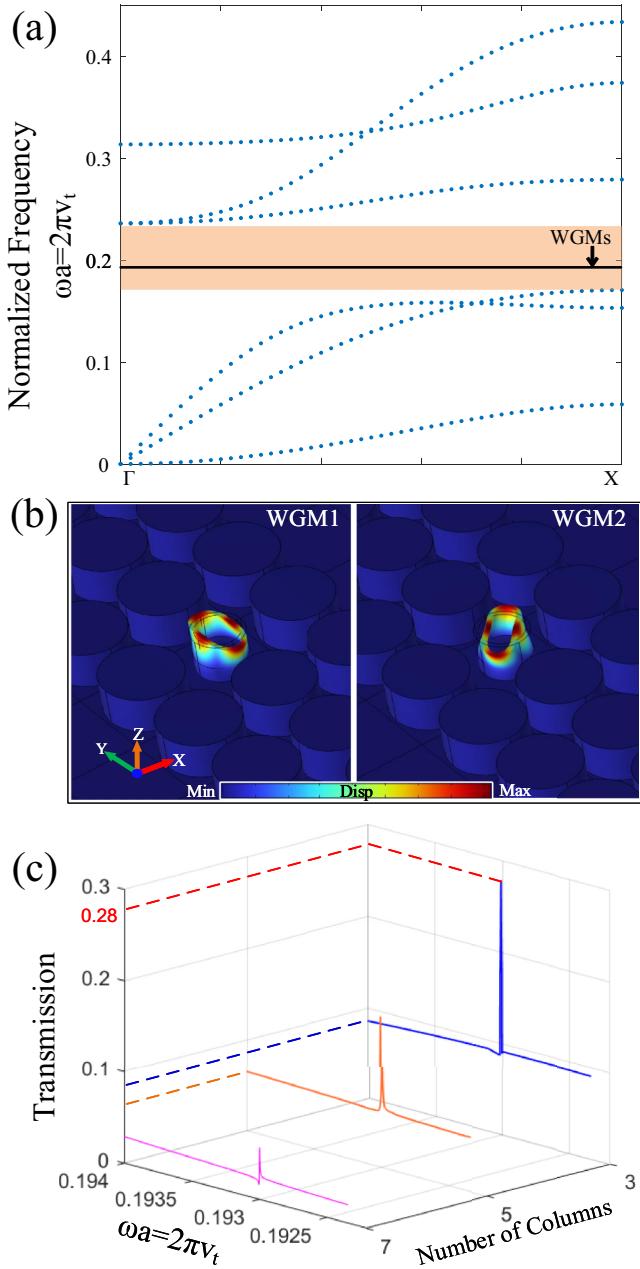 (a)
0.4
0.3
0.2
0.1
0
Normalized Frequency
ωa=2πvₜ
WGMs
Γ
X
(b)
WGM1
WGM2
Z
Y
X
Min
Disp
Max
(c)
0.3
0.28
0.2
0.1
0
Transmission
0.194
0.1935
0.193
0.1925
ωa=2πvₜ
7
5
3
Number of Columns